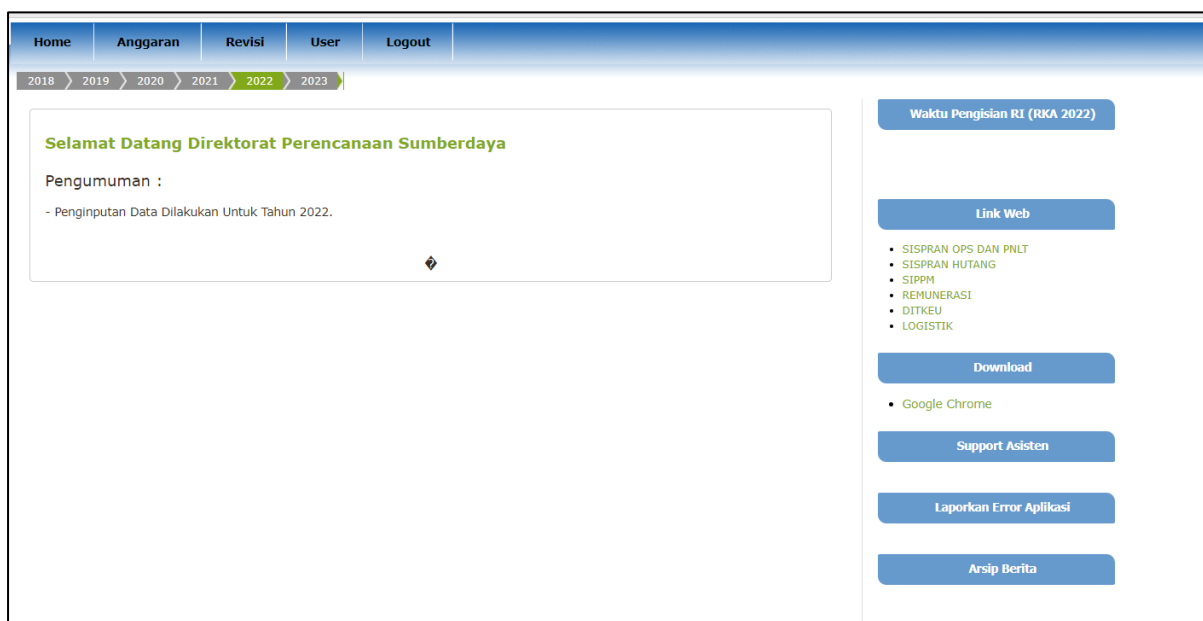 Home Anggaran Revisi User Logout
2018 2019 2020 2021 2022 2023
Selamat Datang Direktorat Perencanaan Sumberdaya
Pengumuman :
- Penginputan Data Dilakukan Untuk Tahun 2022.
�
Waktu Pengisian RI (RKA 2022)
Link Web
SISPRAN OPS DAN PNLT
SISPRAN HUTANG
SIPPM
REMUNERASI
DITKEU
LOGISTIK
Download
Google Chrome
Support Asisten
Laporkan Error Aplikasi
Arsip Berita